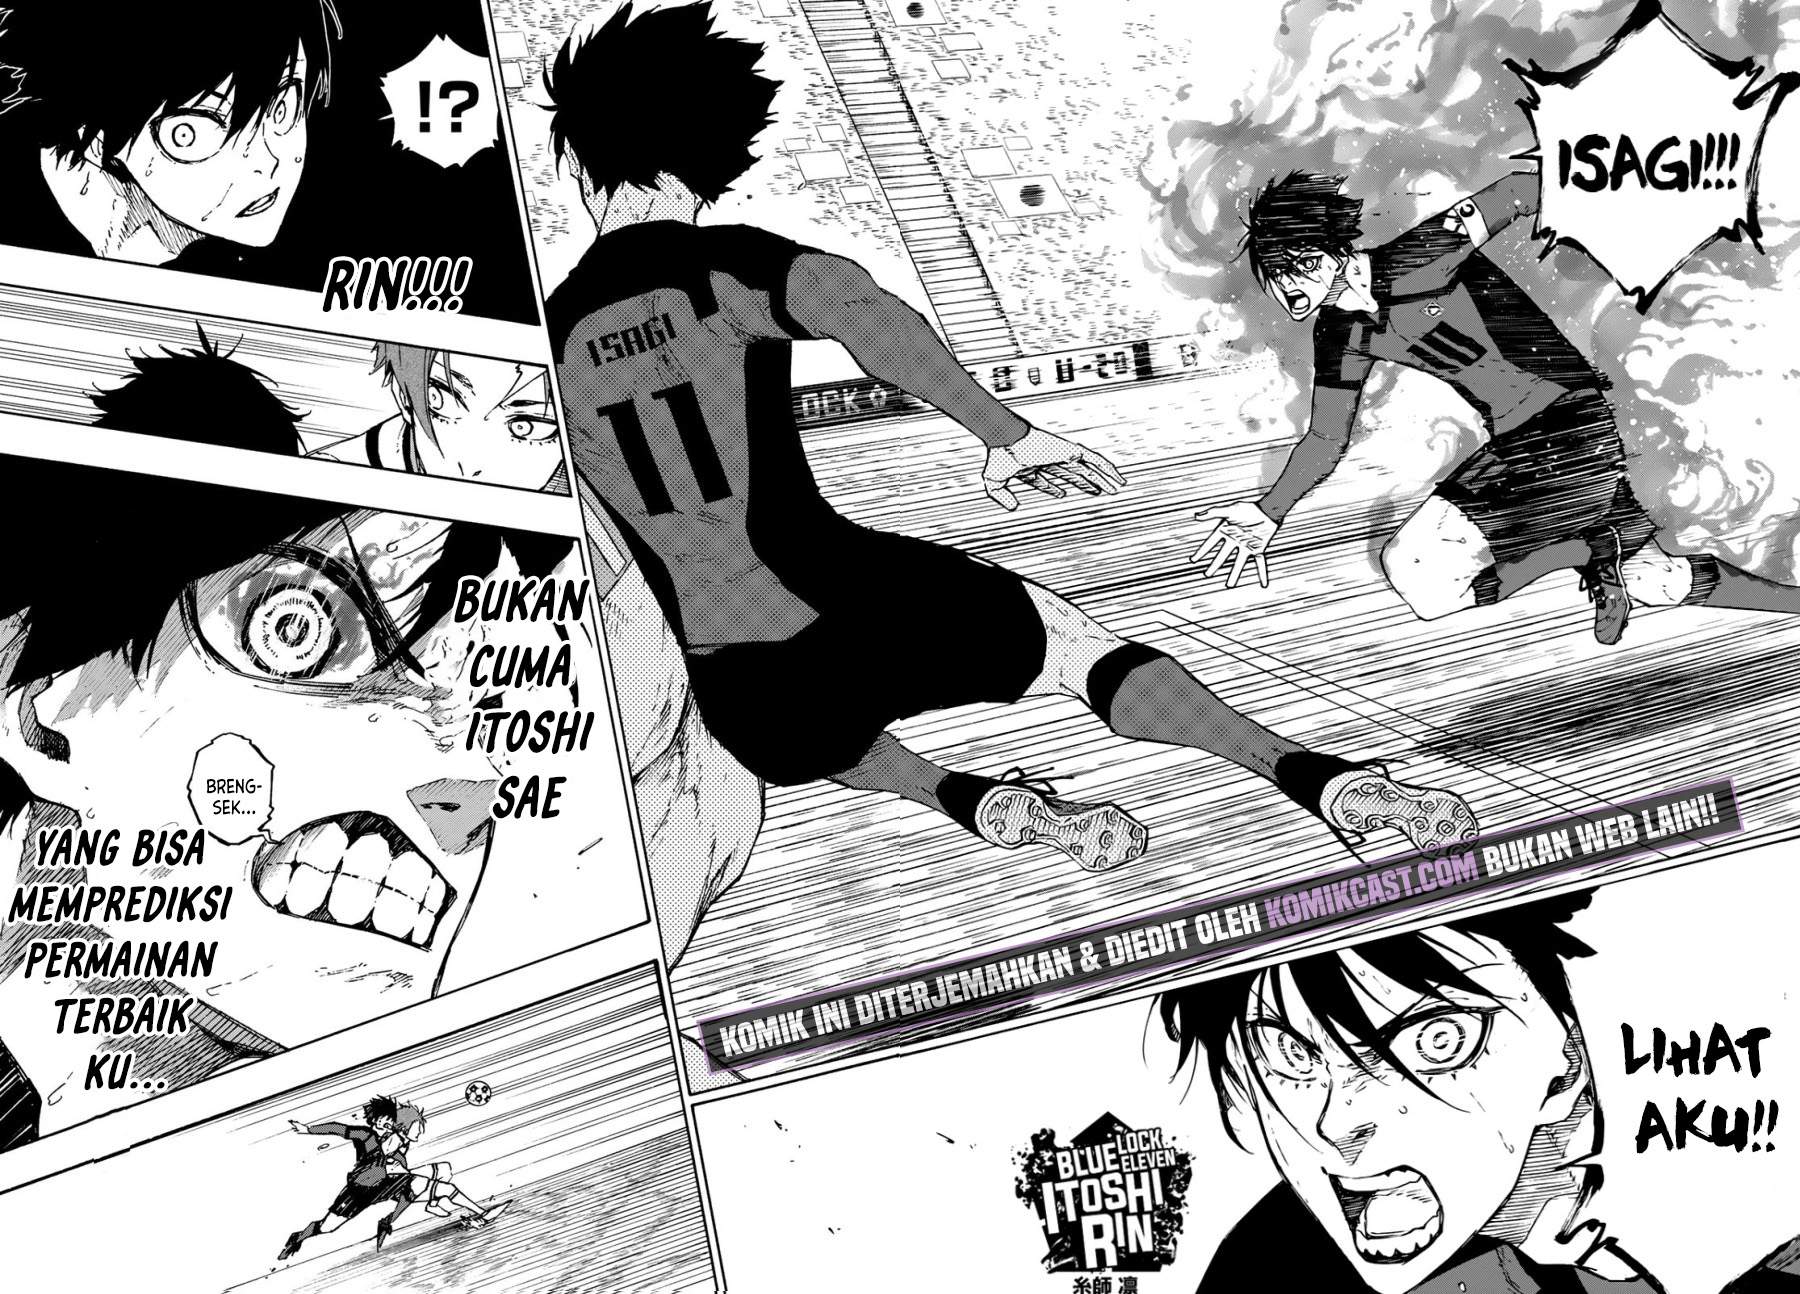 ISAGI!!!
ISAGI
11
OCK
U-20
LIHAT
AKU!!
BLUE LOCK
ELEVEN
ITOSHI
RIN
糸師 凛
KOMIK INI DITERJEMAHKAN & DIEDIT OLEH KOMIKCAST.COM BUKAN WEB LAIN!!
!?
RIN!!!
BUKAN
'CUMA
ITOSHI
SAE
BRENG-
SEK...
YANG BISA
MEMPREDIKSI
PERMAINAN
TERBAIK
KU...